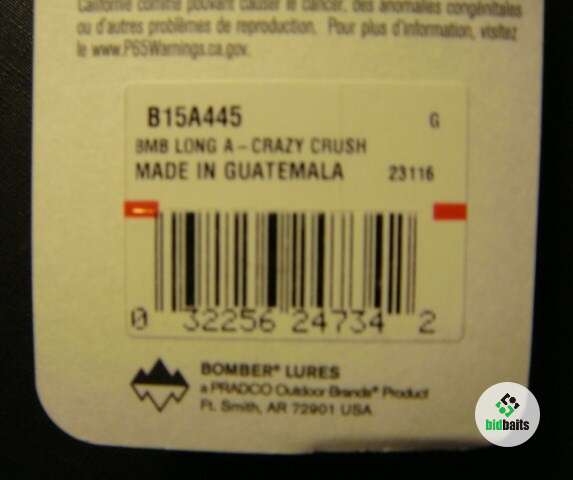 Californie comme pouvant causer le cancer, des anomalies congénitales
ou d'autres problèmes de reproduction. Pour plus d'information, visitez
le www.P65Warnings.ca.gov.
B15A445 G
BMB LONG A - CRAZY CRUSH
MADE IN GUATEMALA 23116
0 32256 24734 2
BOMBER® LURES
a PRADCO Outdoor Brands® Product
Ft. Smith, AR 72901 USA
bidbaits